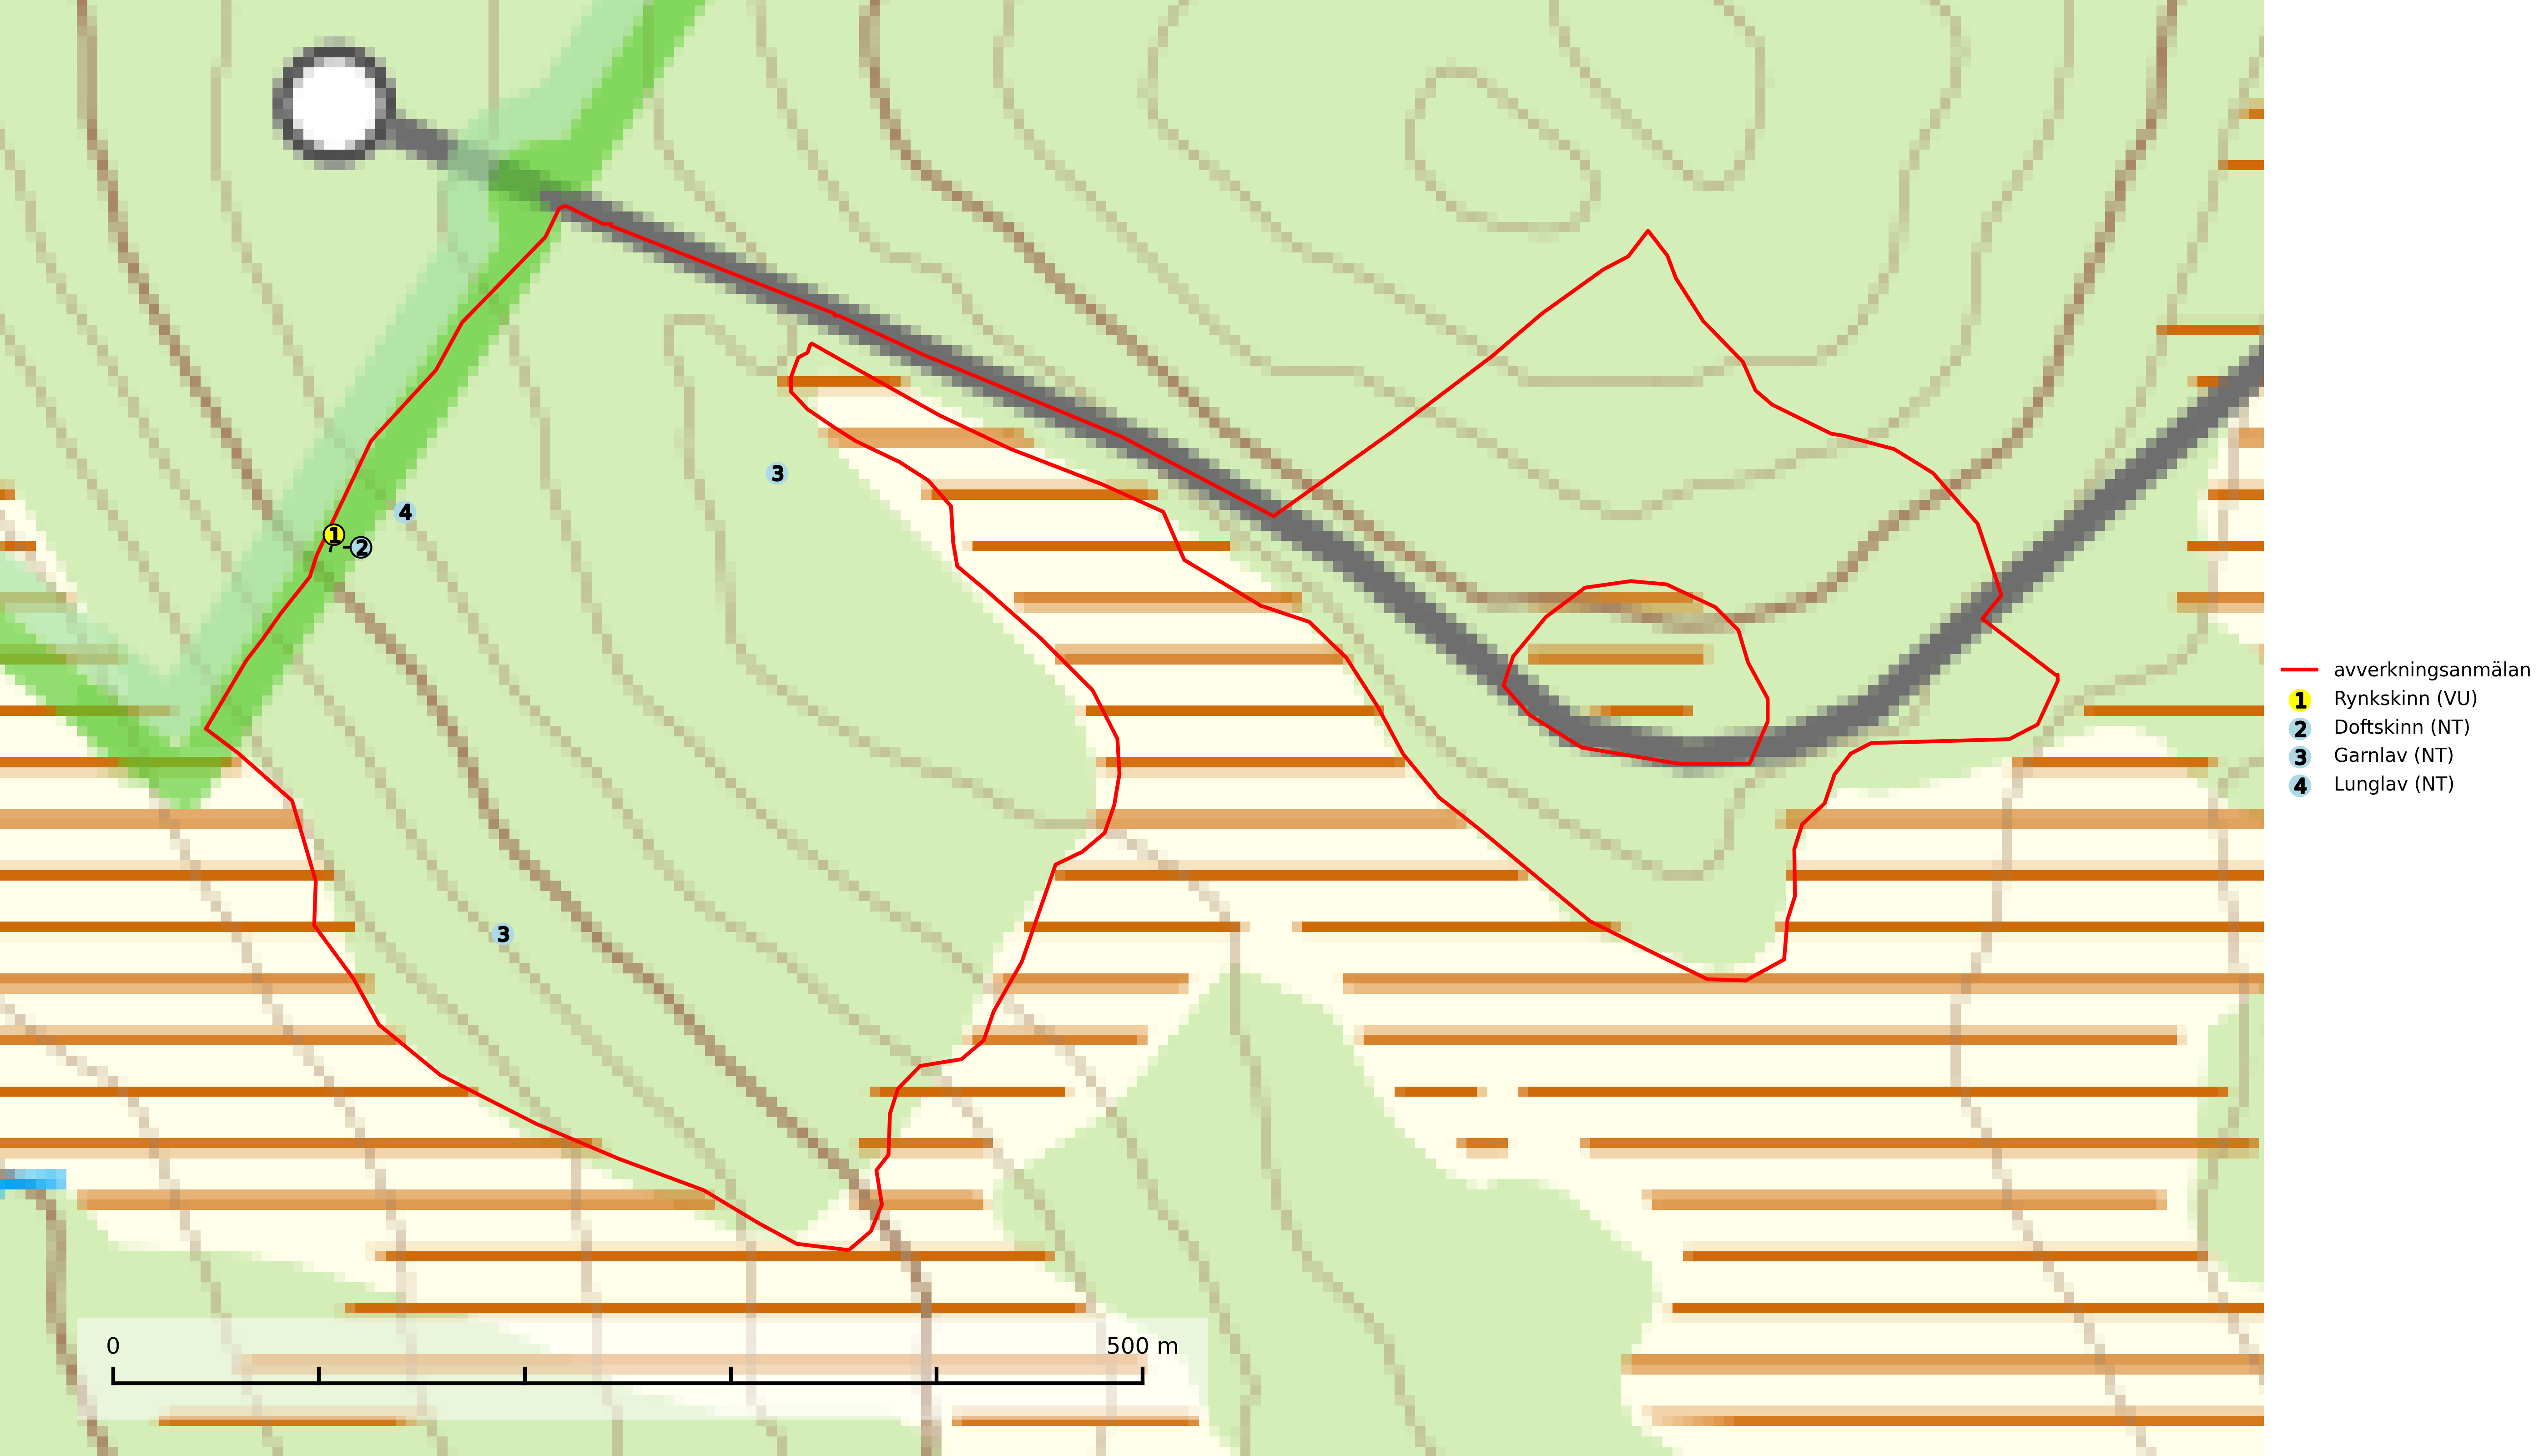 3
4
1
2
3
0 500 m
avverkningsanmälan
1 Rynkskinn (VU)
2 Doftskinn (NT)
3 Garnlav (NT)
4 Lunglav (NT)